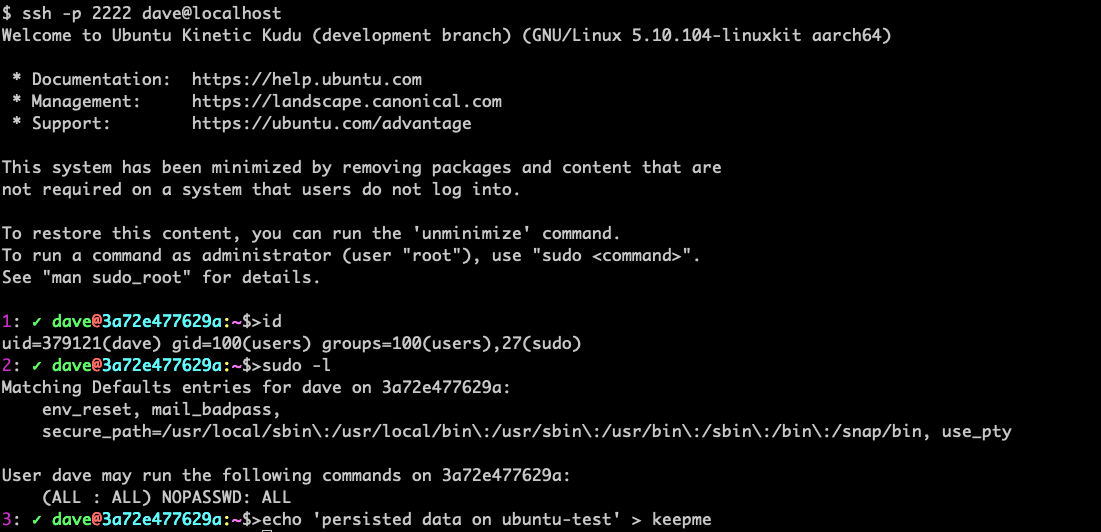 $ ssh -p 2222 dave@localhost
Welcome to Ubuntu Kinetic Kudu (development branch) (GNU/Linux 5.10.104-linuxkit aarch64)
* Documentation:  https://help.ubuntu.com
* Management:     https://landscape.canonical.com
* Support:        https://ubuntu.com/advantage
This system has been minimized by removing packages and content that are
not required on a system that users do not log into.
To restore this content, you can run the 'unminimize' command.
To run a command as administrator (user "root"), use "sudo <command>".
See "man sudo_root" for details.
1: ✔ dave@3a72e477629a:~$>id
uid=379121(dave) gid=100(users) groups=100(users),27(sudo)
2: ✔ dave@3a72e477629a:~$>sudo -l
Matching Defaults entries for dave on 3a72e477629a:
    env_reset, mail_badpass,
    secure_path=/usr/local/sbin\:/usr/local/bin\:/usr/sbin\:/usr/bin\:/sbin\:/bin\:/snap/bin, use_pty
User dave may run the following commands on 3a72e477629a:
    (ALL : ALL) NOPASSWD: ALL
3: ✔ dave@3a72e477629a:~$>echo 'persisted data on ubuntu-test' > keepme